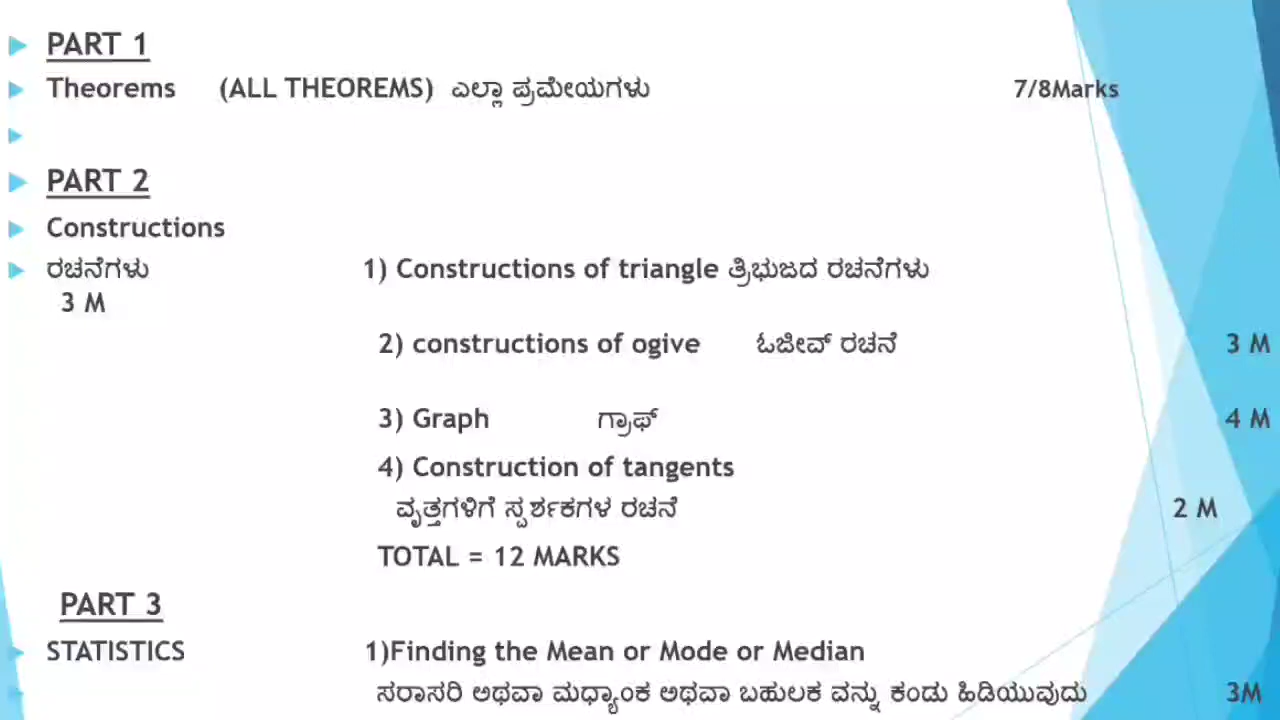 PART 1
Theorems (ALL THEOREMS) ಎಲ್ಲಾ ಪ್ರಮೇಯಗಳು 7/8Marks
PART 2
Constructions
ರಚನೆಗಳು 1) Constructions of triangle ತ್ರಿಭುಜದ ರಚನೆಗಳು
3 M
2) constructions of ogive ಓಜೀವ್ ರಚನೆ 3 M
3) Graph ಗ್ರಾಫ್ 4 M
4) Construction of tangents
ವೃತ್ತಗಳಿಗೆ ಸ್ಪರ್ಶಕಗಳ ರಚನೆ 2 M
TOTAL = 12 MARKS
PART 3
STATISTICS 1)Finding the Mean or Mode or Median
ಸರಾಸರಿ ಅಥವಾ ಮಧ್ಯಾಂಕ ಅಥವಾ ಬಹುಲಕ ವನ್ನು ಕಂಡು ಹಿಡಿಯುವುದು 3M